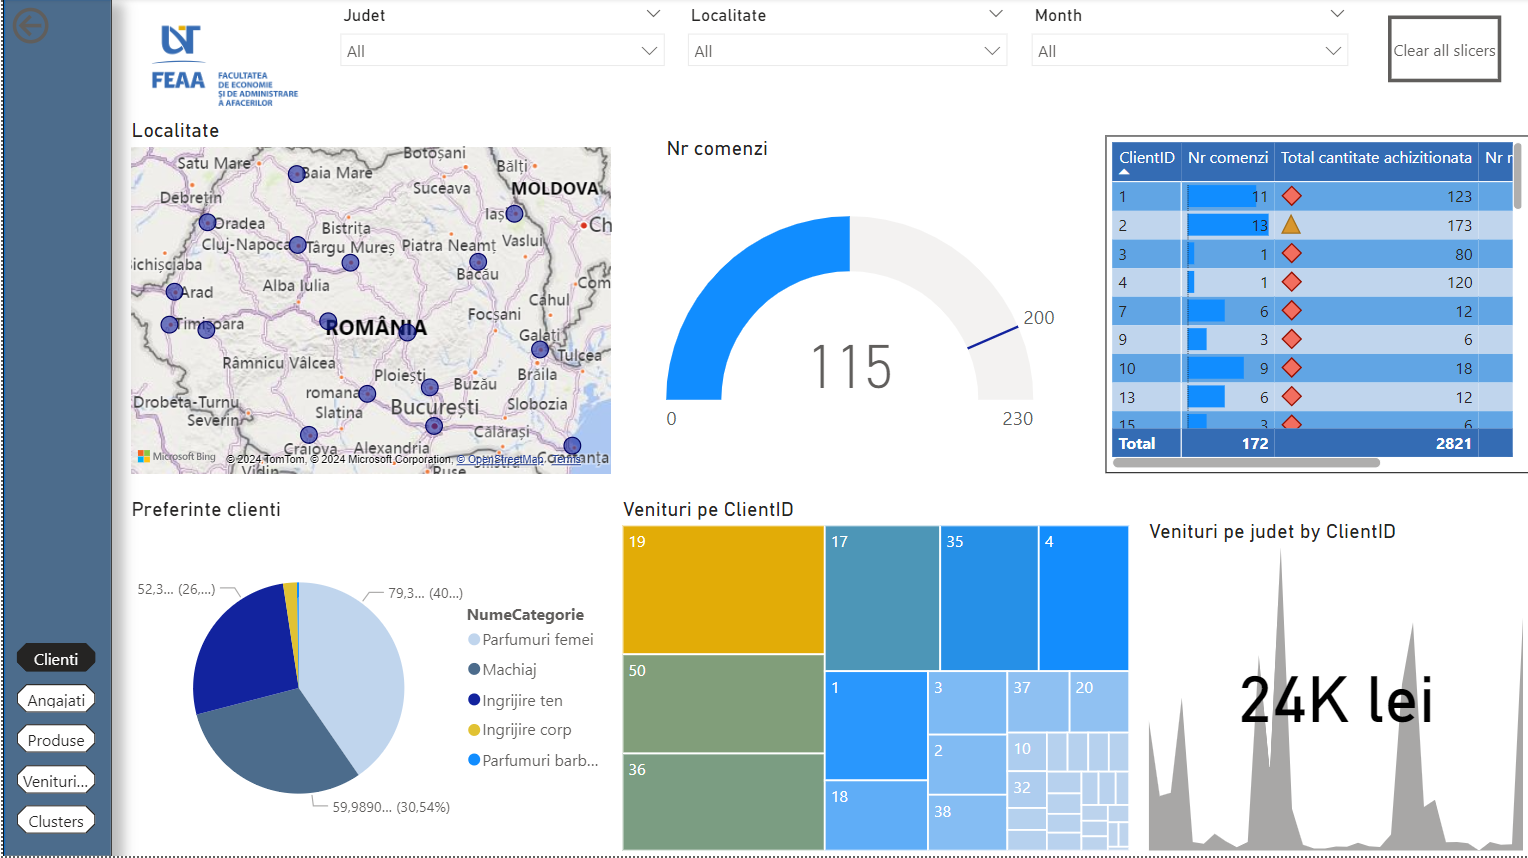 Judet
Localitate
Month
All
All
All
Clear all slicers
UVT
FEAA
FACULTATEA
DE ECONOMIE
ȘI DE ADMINISTRARE
A AFACERILOR
Localitate
Satu Mare
Baia Mare
Botoșani
Bălți
Suceava
MOLDOVA
Debrețin
Oradea
Iași
Bistrița
Ch
Cluj-Napoca
Târgu Mureș
Piatra Neamț
Vaslui
Bichișciaba
Bacău
Alba Iulia
Com
Arad
Cahul
Focșani
Timișoara
ROMÂNIA
Galați
Tulcea
Râmnicu Vâlcea
Ploiești
Brăila
Buzău
Drobeta-Turnu
Severin
romana
Slatina
București
Slobozia
Călărași
Craiova
Alexandria
Constanța
Microsoft Bing
© 2024 TomTom, © 2024 Microsoft Corporation, © OpenStreetMap Terms
Vidin
Ruse
Nr comenzi
115
0
200
230
ClientID Nr comenzi Total cantitate achizitionata Nr r
1 11 123
2 13 173
3 1 80
4 1 120
7 6 12
9 3 6
10 9 18
13 6 12
15 3 6
Total 172 2821
Preferinte clienti
52,3... (26,...)
79,3... (40...)
59,9890... (30,54%)
NumeCategorie
Parfumuri femei
Machiaj
Ingrijire ten
Ingrijire corp
Parfumuri barb...
Venituri pe ClientID
19
50
36
17
35
4
1
18
3
2
38
37
20
10
32
Venituri pe judet by ClientID
24K lei
Clienti
Angajati
Produse
Venituri...
Clusters